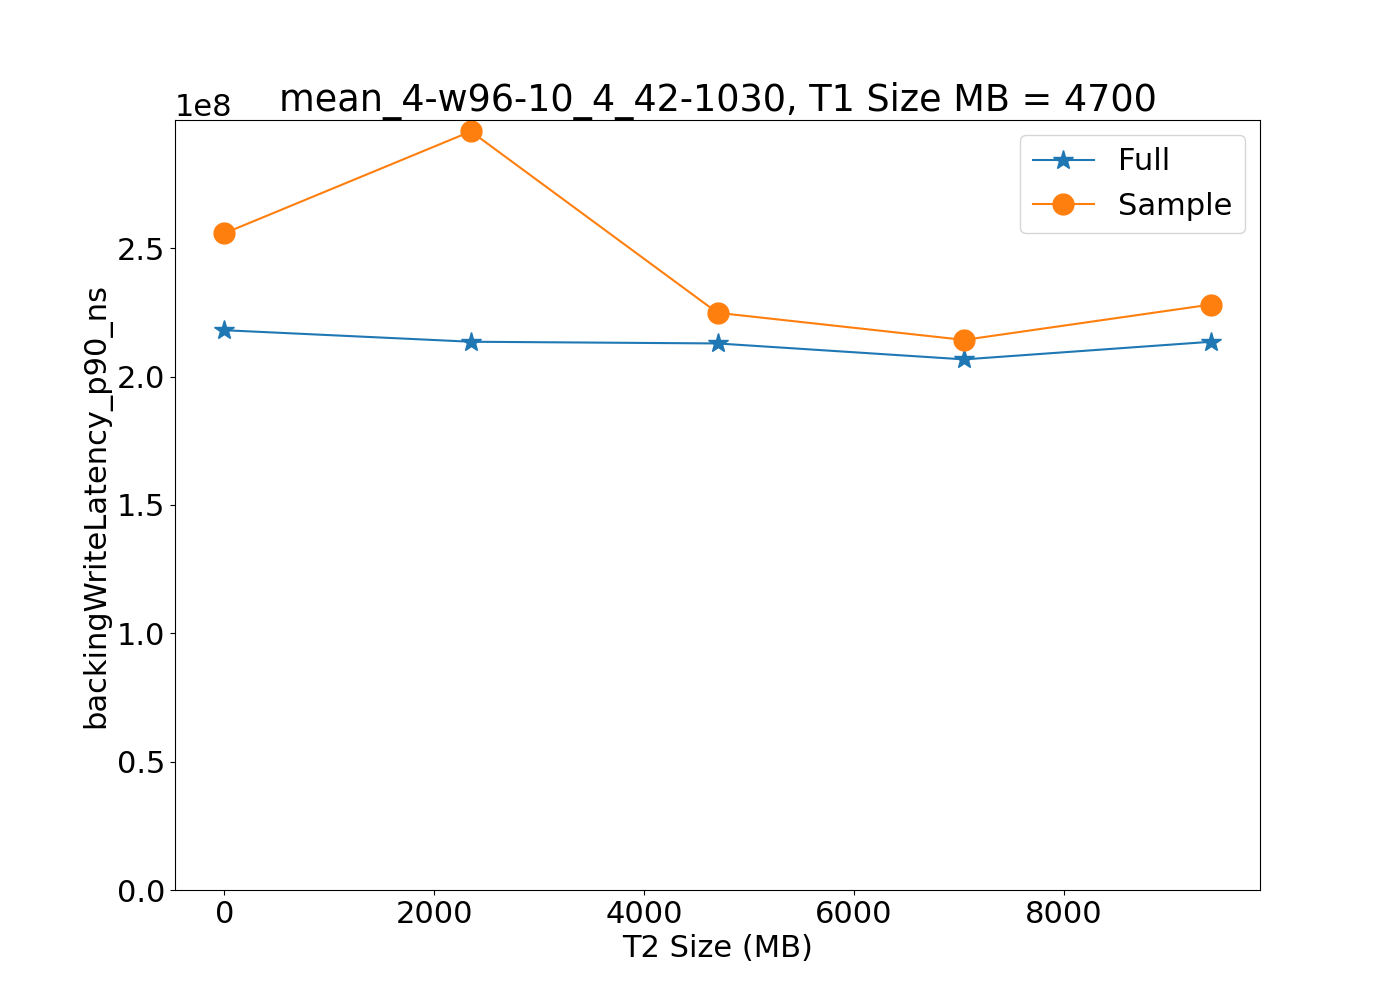 mean_4-w96-10_4_42-1030, T1 Size MB = 4700
1e8
Full
Sample
2.5
2.0
1.5
1.0
0.5
0.0
backingWriteLatency_p90_ns
0 2000 4000 6000 8000
T2 Size (MB)